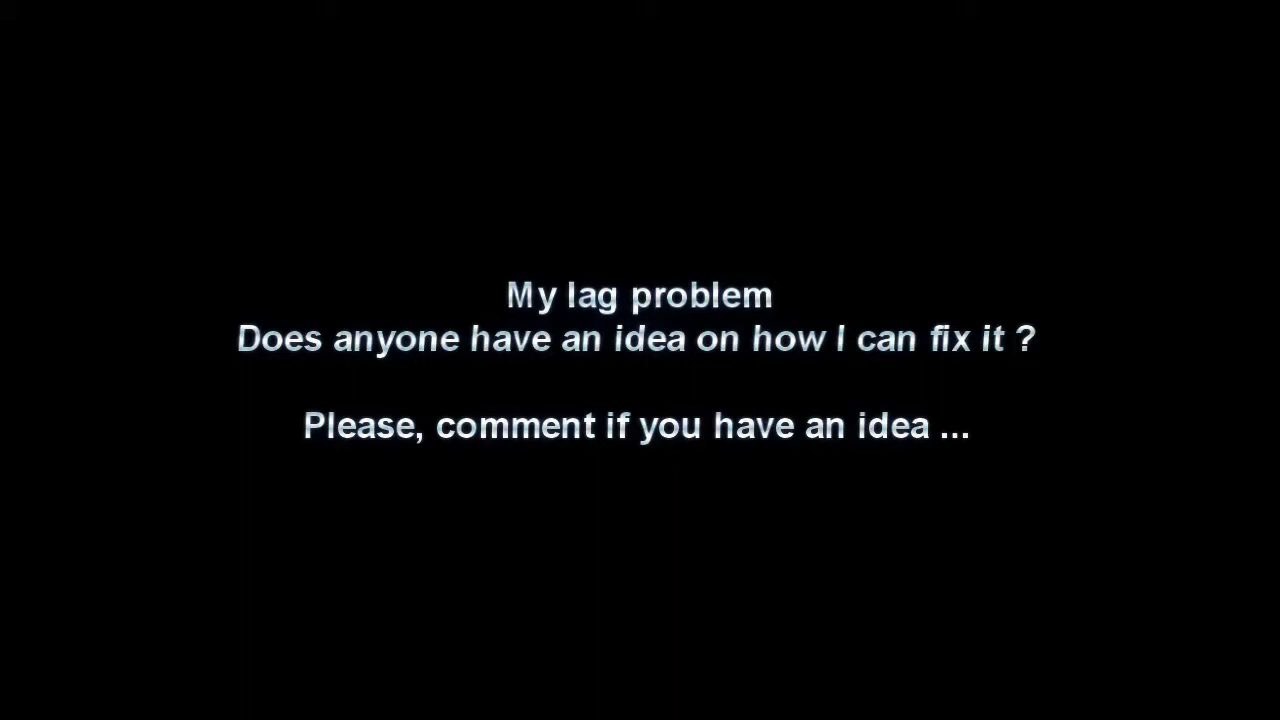 My lag problem
Does anyone have an idea on how I can fix it ?
Please, comment if you have an idea ...